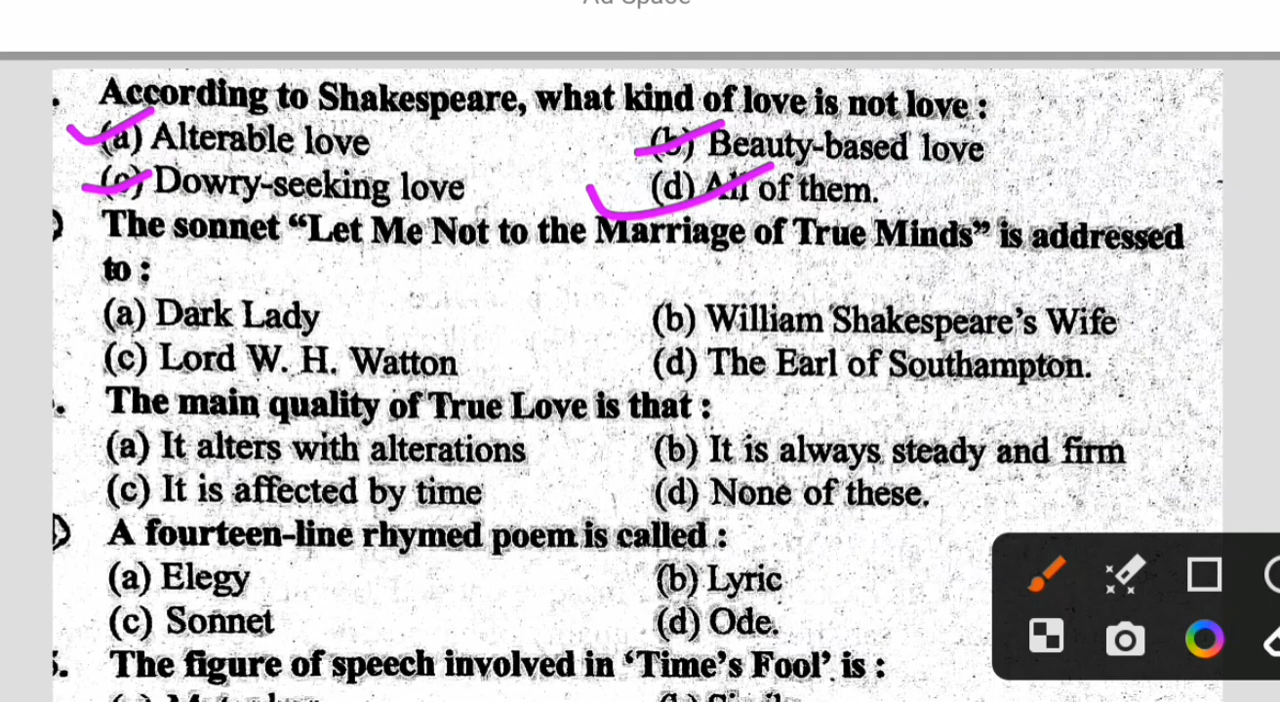 Ad Space
According to Shakespeare, what kind of love is not love :
(a) Alterable love (b) Beauty-based love
(c) Dowry-seeking love (d) All of them.
The sonnet “Let Me Not to the Marriage of True Minds” is addressed
to :
(a) Dark Lady (b) William Shakespeare’s Wife
(c) Lord W. H. Watton (d) The Earl of Southampton.
The main quality of True Love is that :
(a) It alters with alterations (b) It is always steady and firm
(c) It is affected by time (d) None of these.
A fourteen-line rhymed poem is called :
(a) Elegy (b) Lyric
(c) Sonnet (d) Ode.
5. The figure of speech involved in ‘Time’s Fool’ is :